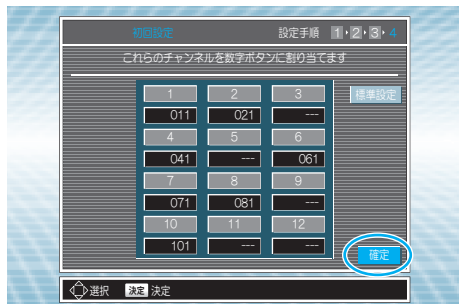 初回設定 設定手順 1・2・3・4
これらのチャンネルを数字ボタンに割り当てます
1 2 3 標準設定
011 021 ---
4 5 6
041 --- 061
7 8 9
071 081 ---
10 11 12
101 --- ---
確定
選択 決定 決定